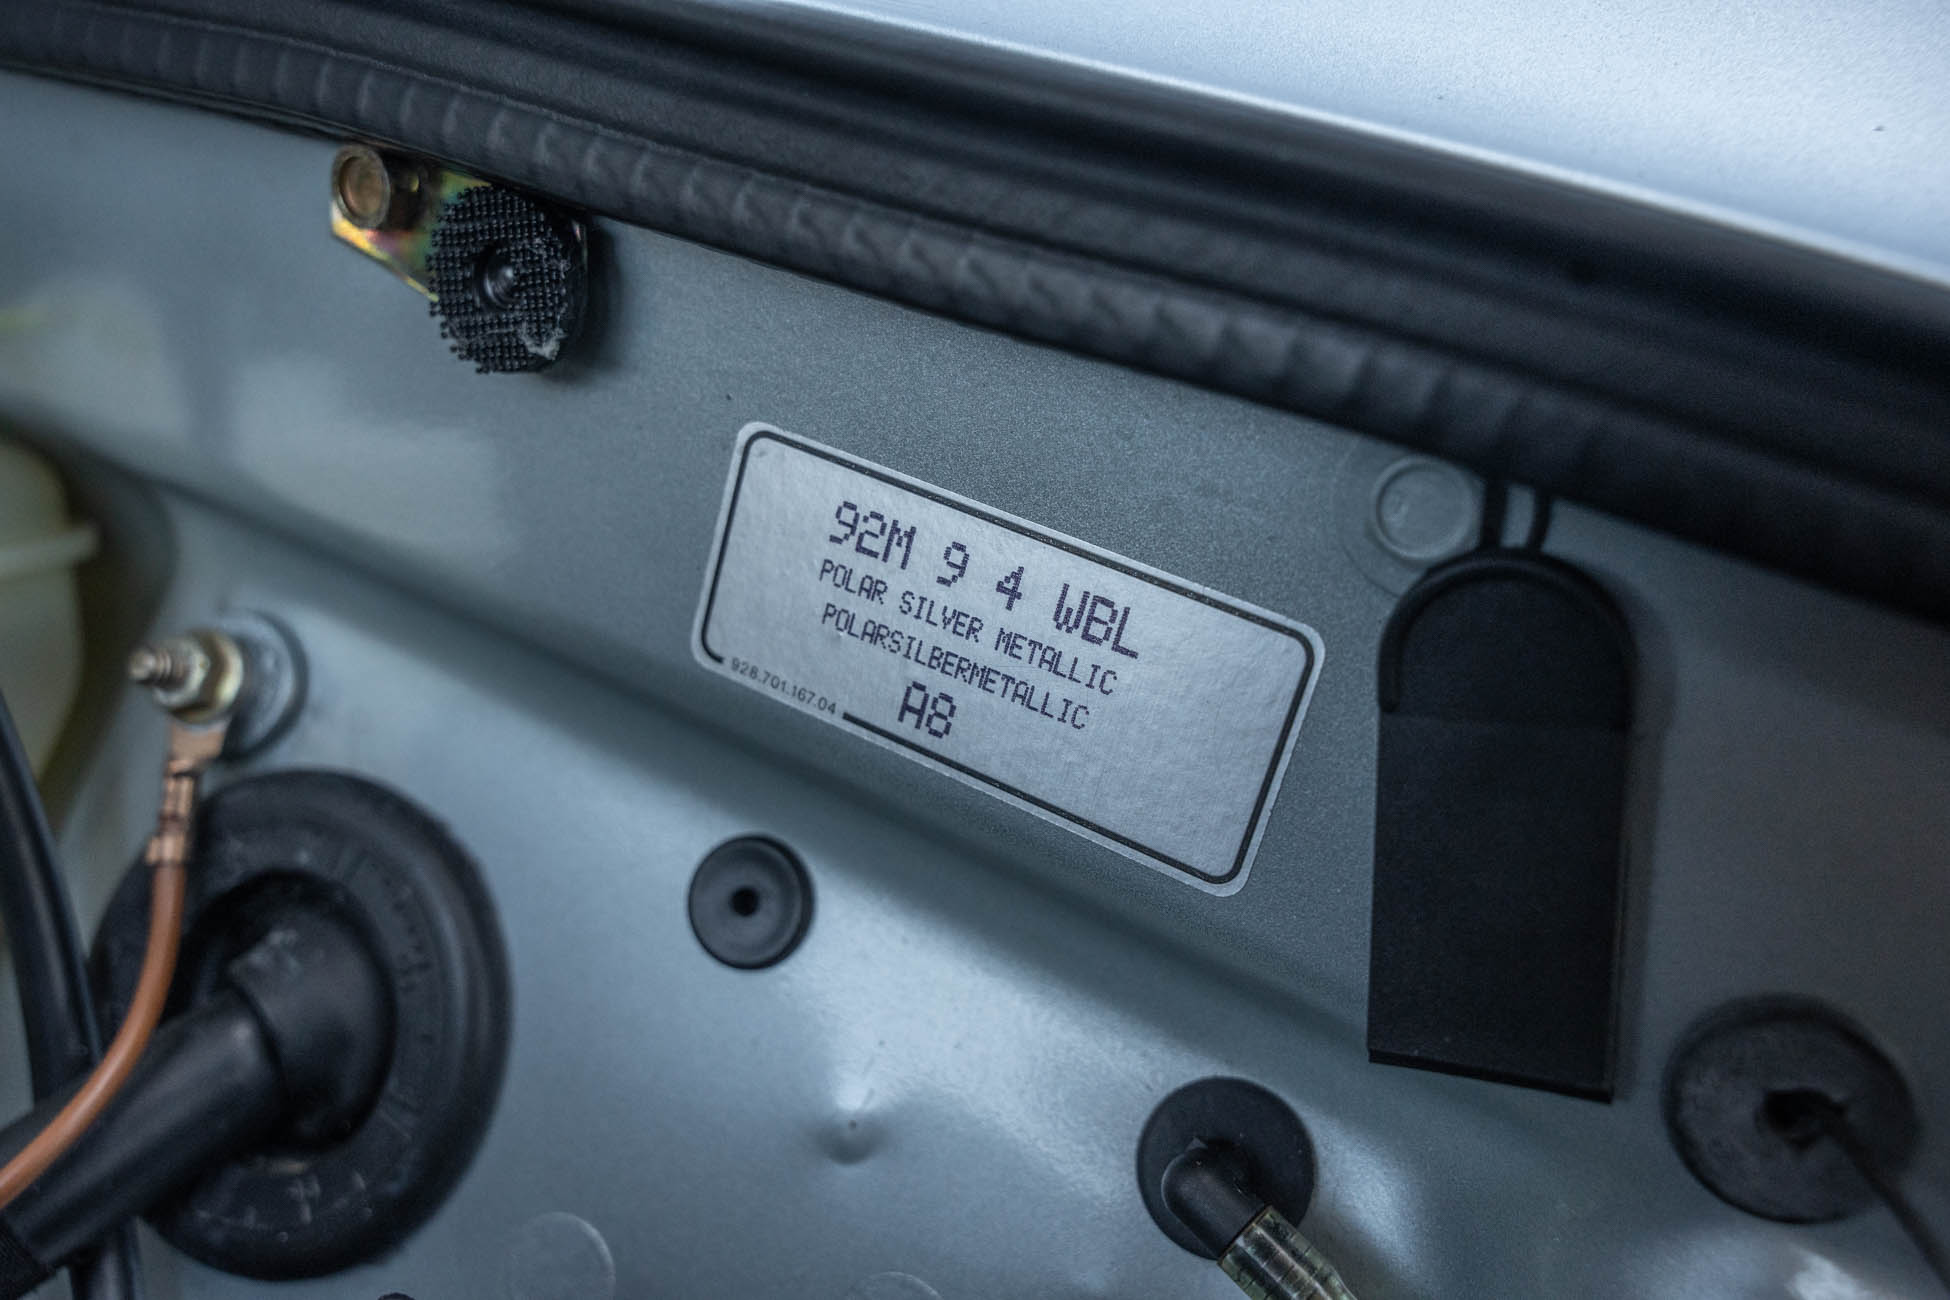 92M 9 4 WBL
POLAR SILVER METALLIC
POLARSILBERMETALLIC
928.701.167.04
A8